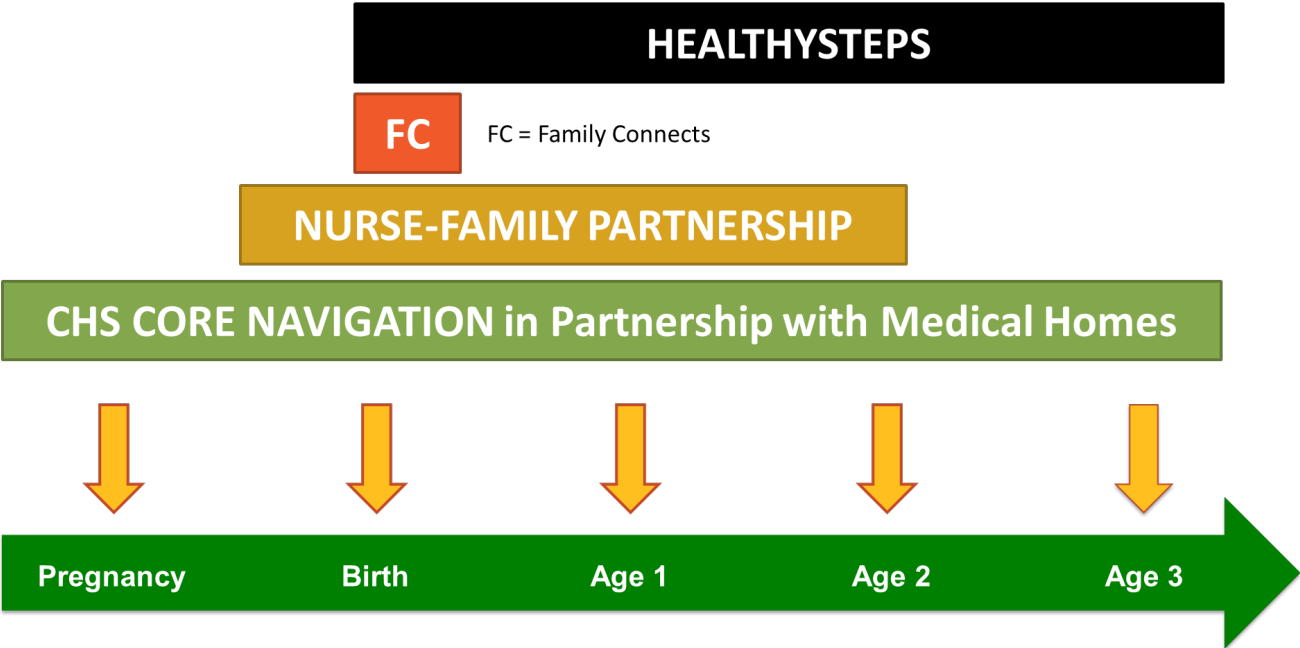 HEALTHYSTEPS
FC
FC = Family Connects
NURSE-FAMILY PARTNERSHIP
CHS CORE NAVIGATION in Partnership with Medical Homes
Pregnancy
Birth
Age 1
Age 2
Age 3